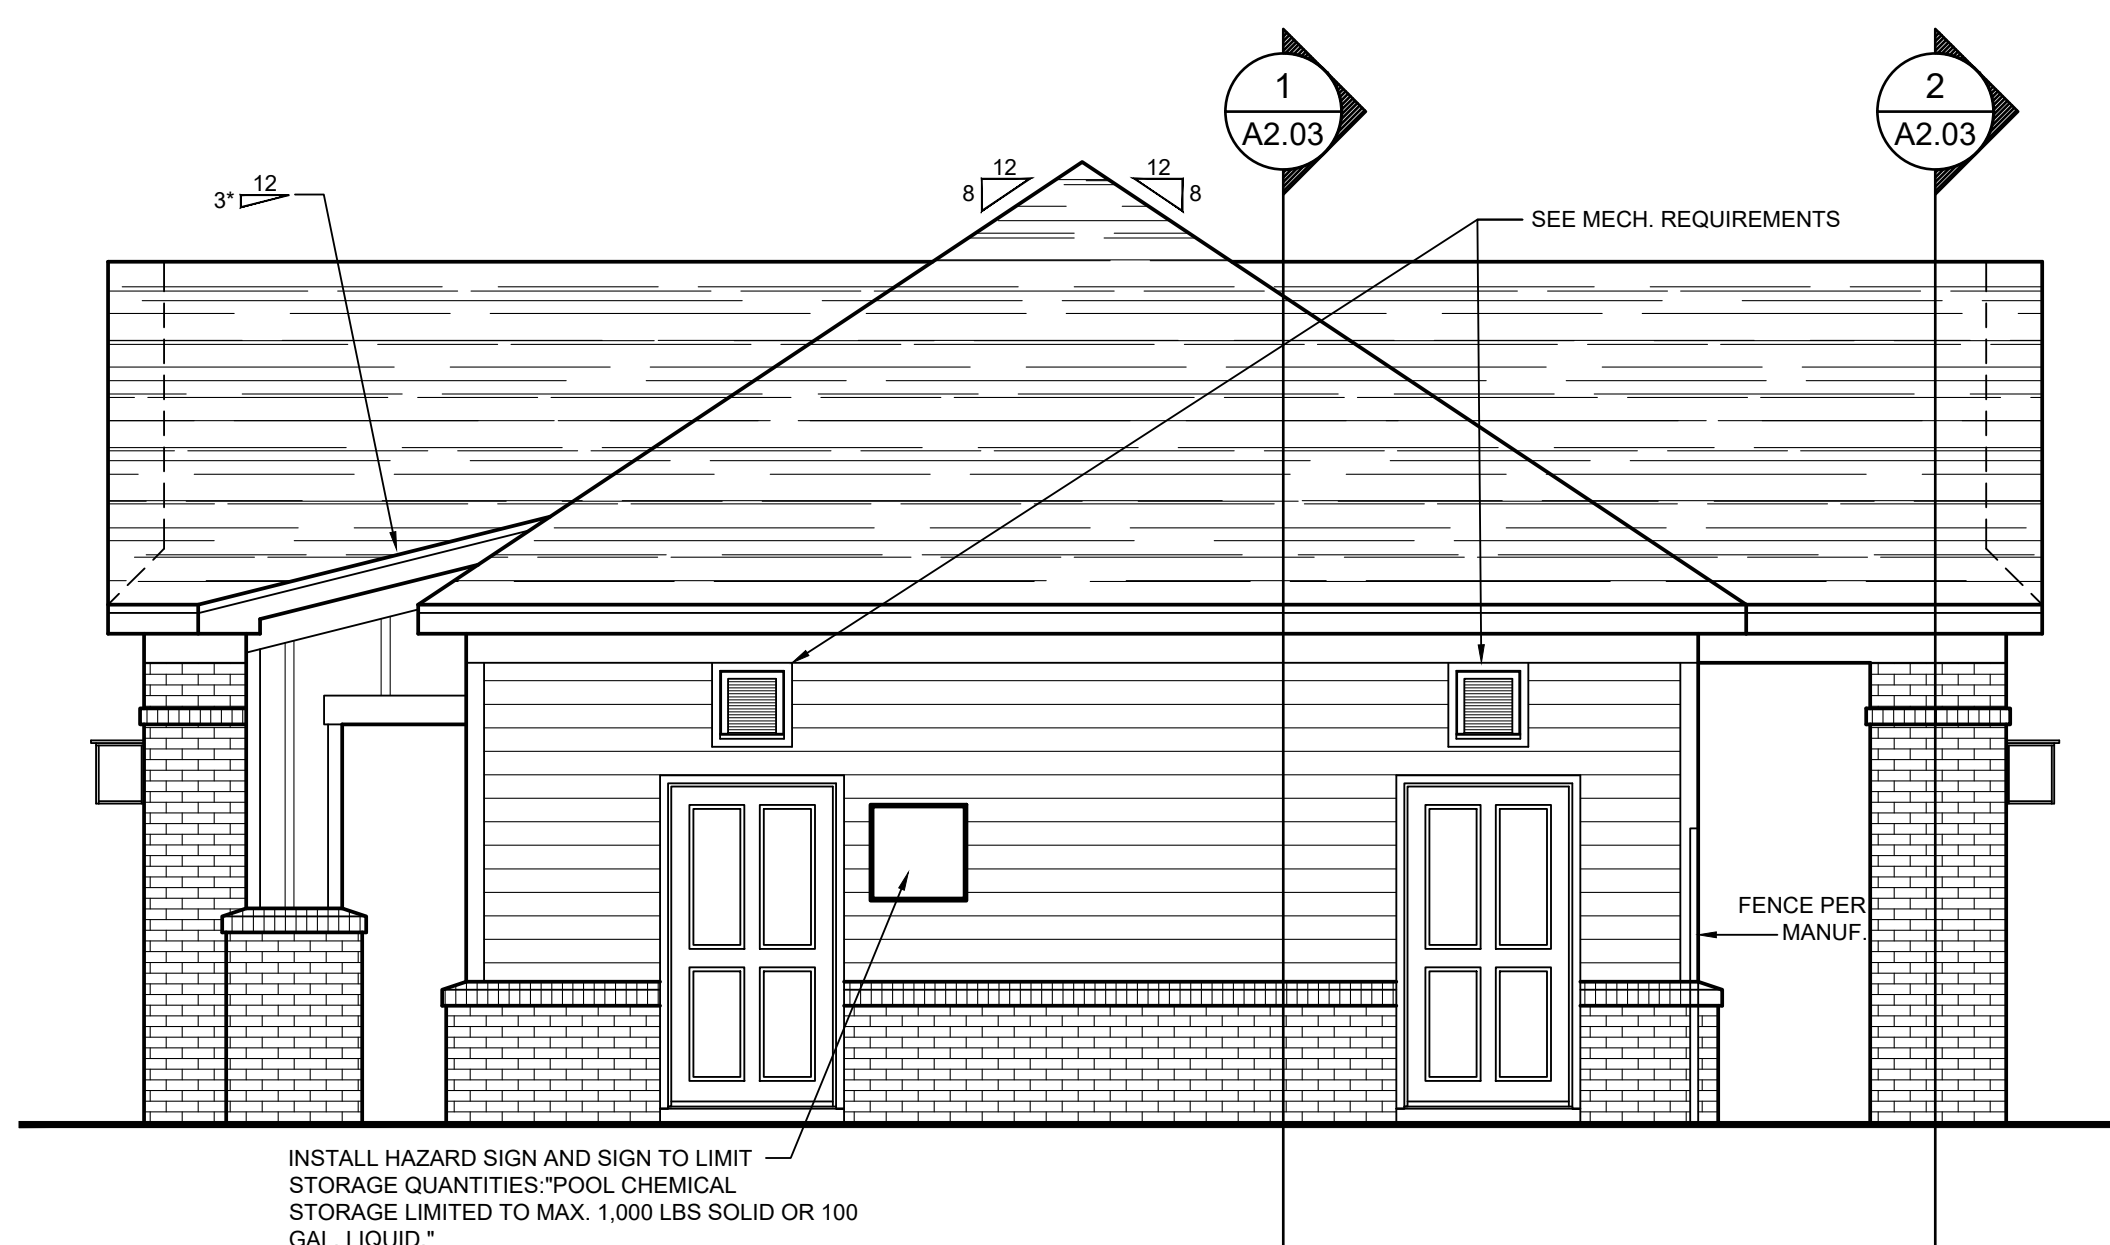 1
A2.03
2
A2.03
12
3*
12
8
12
8
SEE MECH. REQUIREMENTS
FENCE PER
MANUF.
INSTALL HAZARD SIGN AND SIGN TO LIMIT
STORAGE QUANTITIES:"POOL CHEMICAL
STORAGE LIMITED TO MAX. 1,000 LBS SOLID OR 100
GAL. LIQUID."